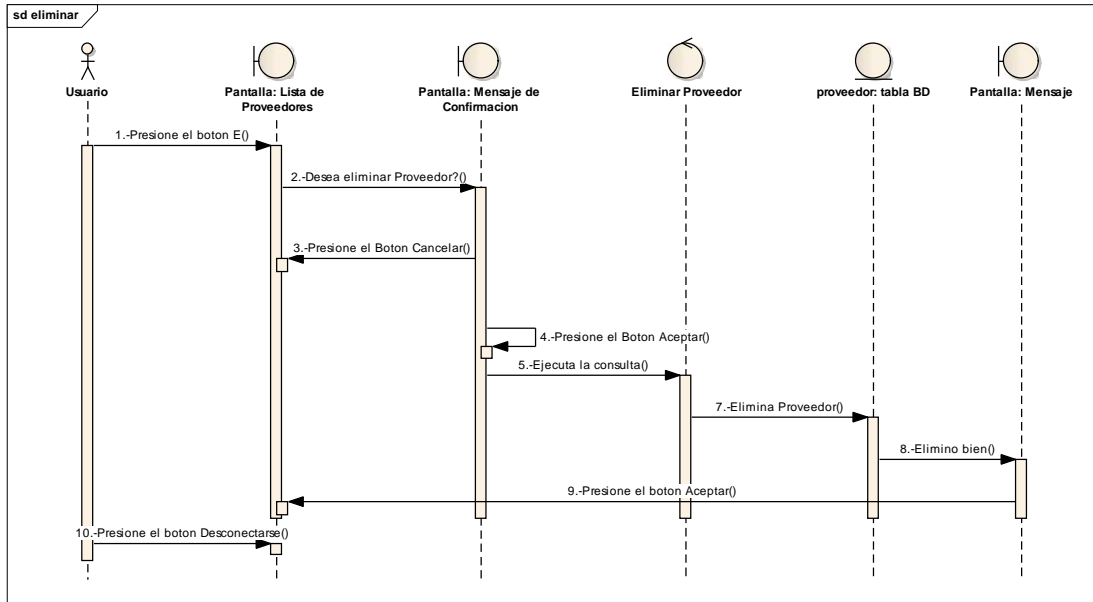 sd eliminar
Usuario
Pantalla: Lista de
Proveedores
Pantalla: Mensaje de
Confirmacion
Eliminar Proveedor
proveedor: tabla BD
Pantalla: Mensaje
1.-Presione el boton E()
2.-Desea eliminar Proveedor?()
3.-Presione el Boton Cancelar()
4.-Presione el Boton Aceptar()
5.-Ejecuta la consulta()
7.-Elimina Proveedor()
8.-Elimino bien()
9.-Presione el boton Aceptar()
10.-Presione el boton Desconectarse()